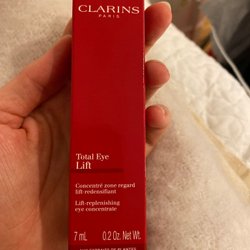 CLARINS
PARIS
Total Eye
Lift
Concentré zone regard
lift-redensifiant
Lift-replenishing
eye concentrate
7 mL 0.2 Oz. Net Wt.